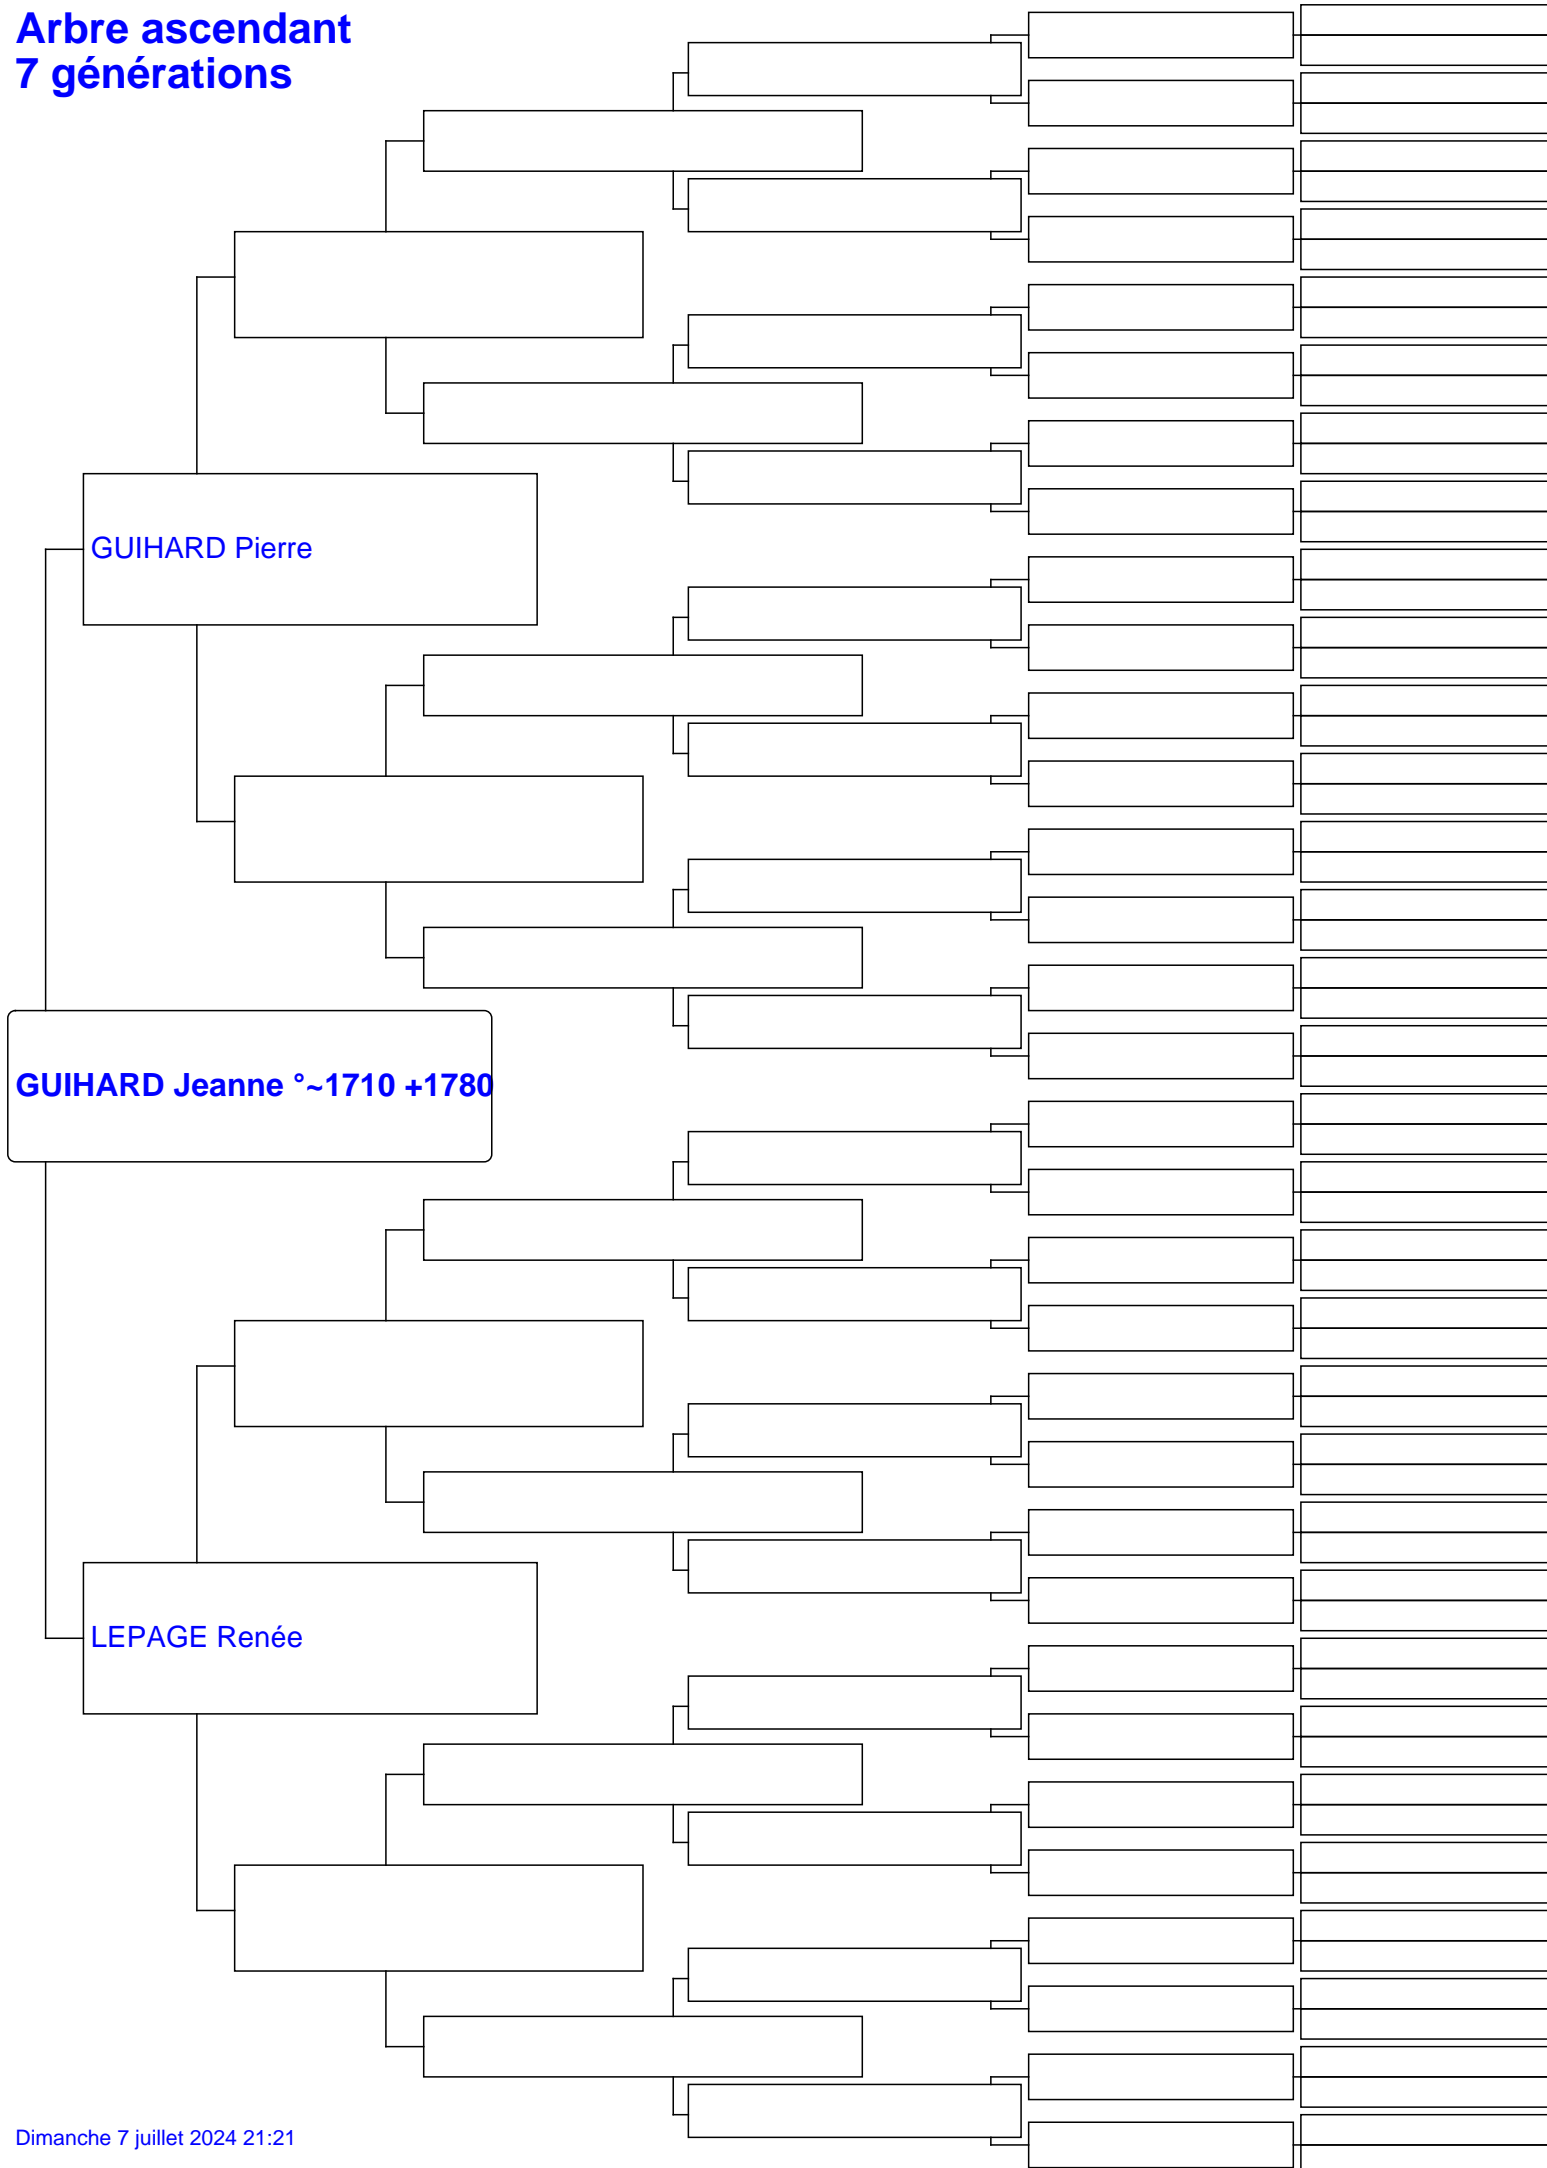 Arbre ascendant
7 générations
GUIHARD Pierre
GUIHARD Jeanne °~1710 +1780
LEPAGE Renée
Dimanche 7 juillet 2024 21:21